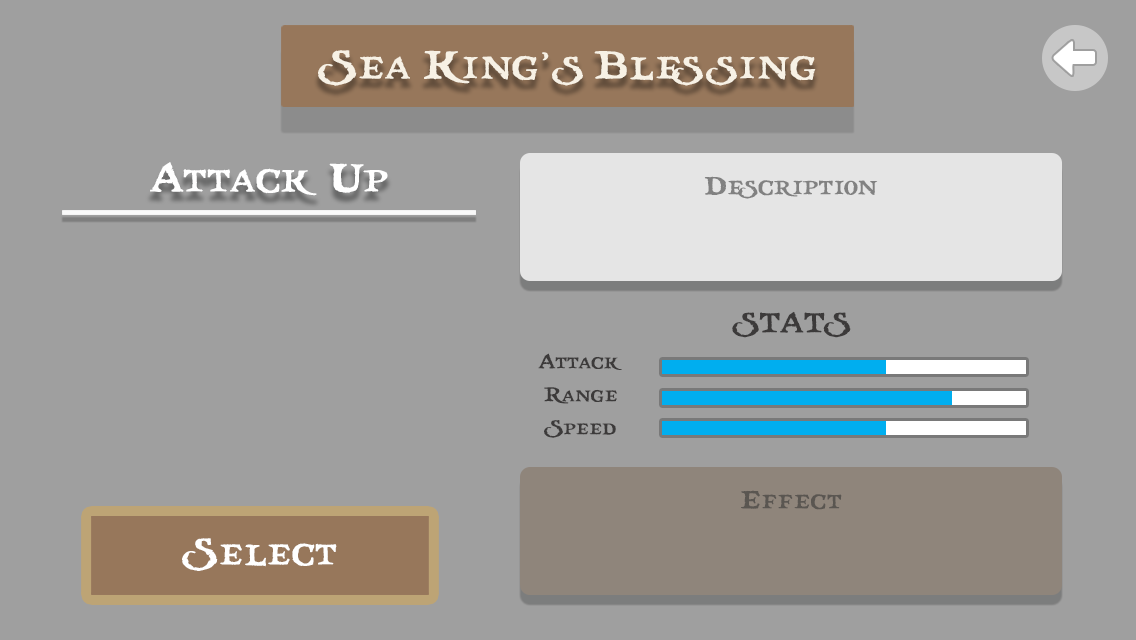 Sea King's Blessing
Attack Up
Description
Stats
Attack
Range
Speed
Effect
Select